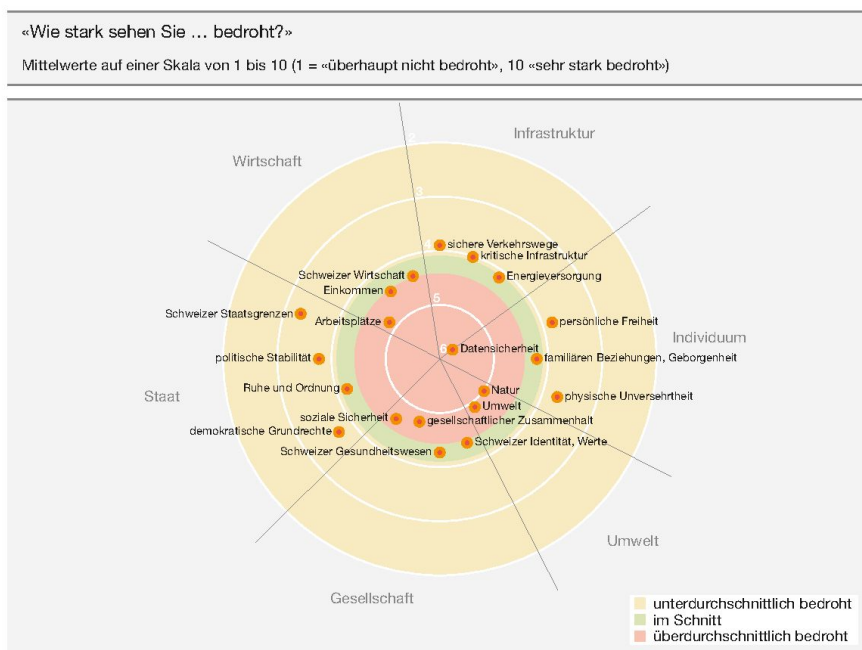 «Wie stark sehen Sie … bedroht?»
Mittelwerte auf einer Skala von 1 bis 10 (1 = «überhaupt nicht bedroht», 10 «sehr stark bedroht»)
Infrastruktur
2
Wirtschaft
3
4
sichere Verkehrswege
kritische Infrastruktur
Schweizer Wirtschaft
Energieversorgung
Einkommen
5
Schweizer Staatsgrenzen
Arbeitsplätze
persönliche Freiheit
Individuum
6
Datensicherheit
politische Stabilität
familiären Beziehungen, Geborgenheit
Ruhe und Ordnung
Natur
Staat
physische Unversehrtheit
Umwelt
soziale Sicherheit
gesellschaftlicher Zusammenhalt
demokratische Grundrechte
Schweizer Identität, Werte
Schweizer Gesundheitswesen
Umwelt
Gesellschaft
unterdurchschnittlich bedroht
im Schnitt
überdurchschnittlich bedroht